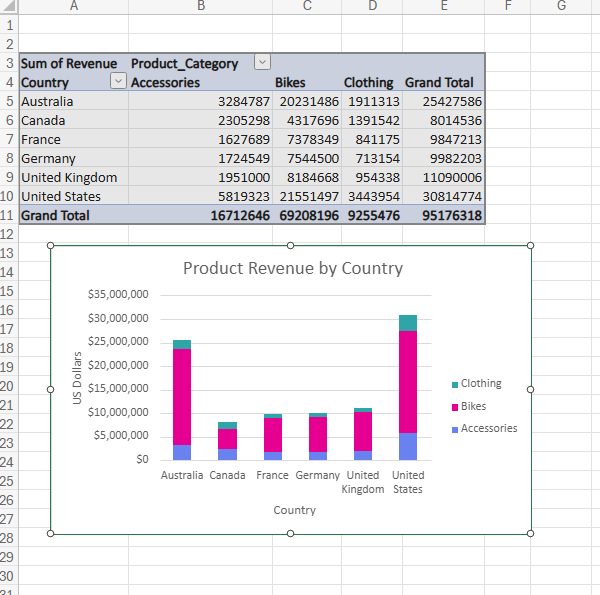 A B C D E F G
1
2
3 Sum of Revenue Product_Category
4 Country Accessories Bikes Clothing Grand Total
5 Australia 3284787 20231486 1911313 25427586
6 Canada 2305298 4317696 1391542 8014536
7 France 1627689 7378349 841175 9847213
8 Germany 1724549 7544500 713154 9982203
9 United Kingdom 1951000 8184668 954338 11090006
10 United States 5819323 21551497 3443954 30814774
11 Grand Total 16712646 69208196 9255476 95176318
12
13
14
15
16
17
18
19
20
21
22
23
24
25
26
27
28
29
30
31
Product Revenue by Country
$35,000,000
$30,000,000
$25,000,000
$20,000,000
$15,000,000
$10,000,000
$5,000,000
$0
US Dollars
Australia Canada France Germany United Kingdom United States
Country
Clothing
Bikes
Accessories